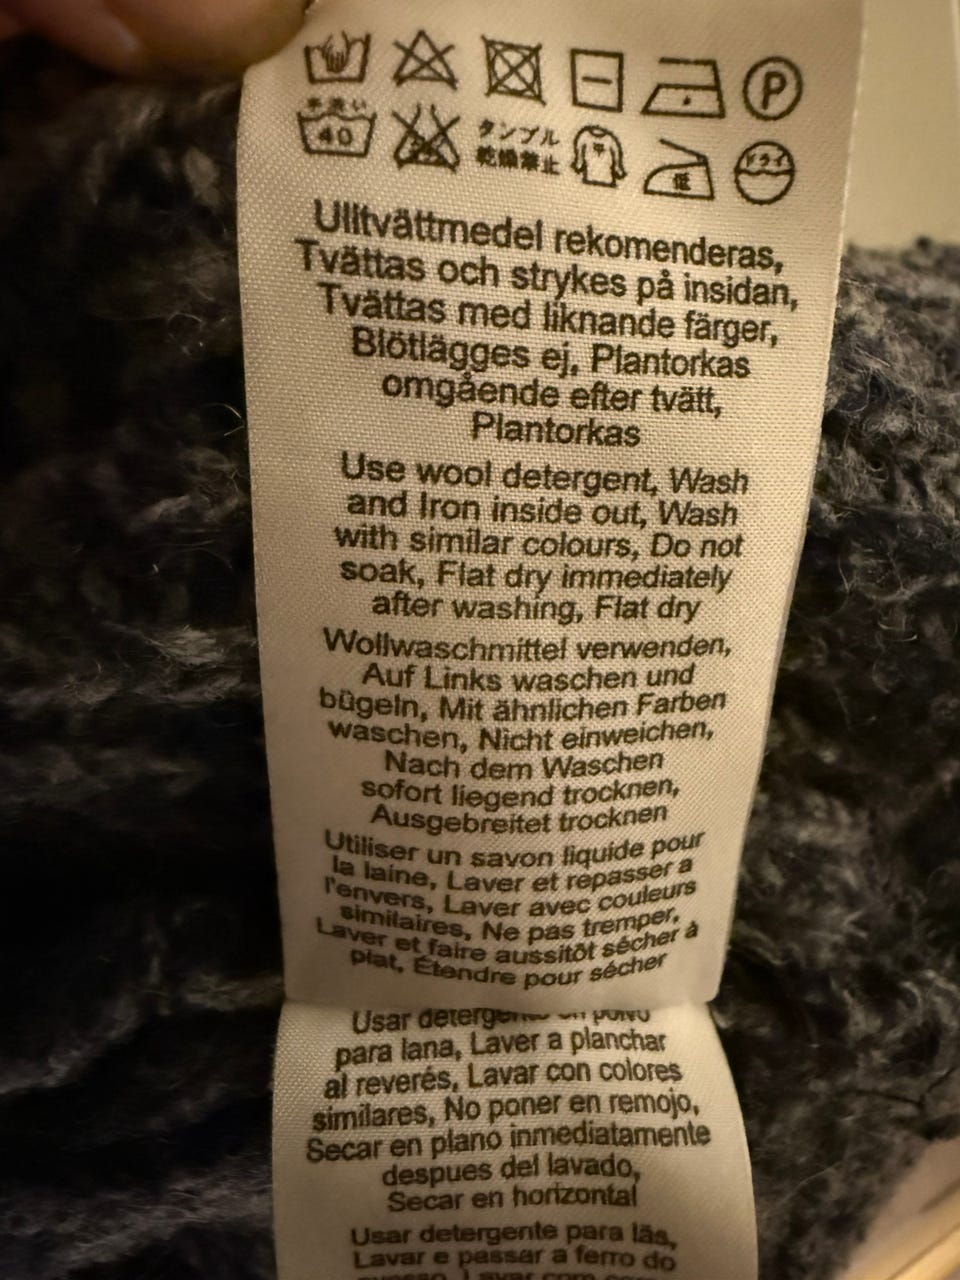 P
手洗い
40
タンブル
乾燥禁止
平
低
ドライ
Ulltvättmedel rekomenderas,
Tvättas och strykes på insidan,
Tvättas med liknande färger,
Blötlägges ej, Plantorkas
omgående efter tvätt,
Plantorkas
Use wool detergent, Wash
and Iron inside out, Wash
with similar colours, Do not
soak, Flat dry immediately
after washing, Flat dry
Wollwaschmittel verwenden,
Auf Links waschen und
bügeln, Mit ähnlichen Farben
waschen, Nicht einweichen,
Nach dem Waschen
sofort liegend trocknen,
Ausgebreitet trocknen
Utiliser un savon liquide pour
la laine, Laver et repasser a
l'envers, Laver avec couleurs
similaires, Ne pas tremper,
Laver et faire aussitôt sécher à
plat, Étendre pour sécher
Usar detergente en polvo
para lana, Laver a planchar
al reverés, Lavar con colores
similares, No poner en remojo,
Secar en plano inmediatamente
despues del lavado,
Secar en horizontal
Usar detergente para lãs,
Lavar e passar a ferro do